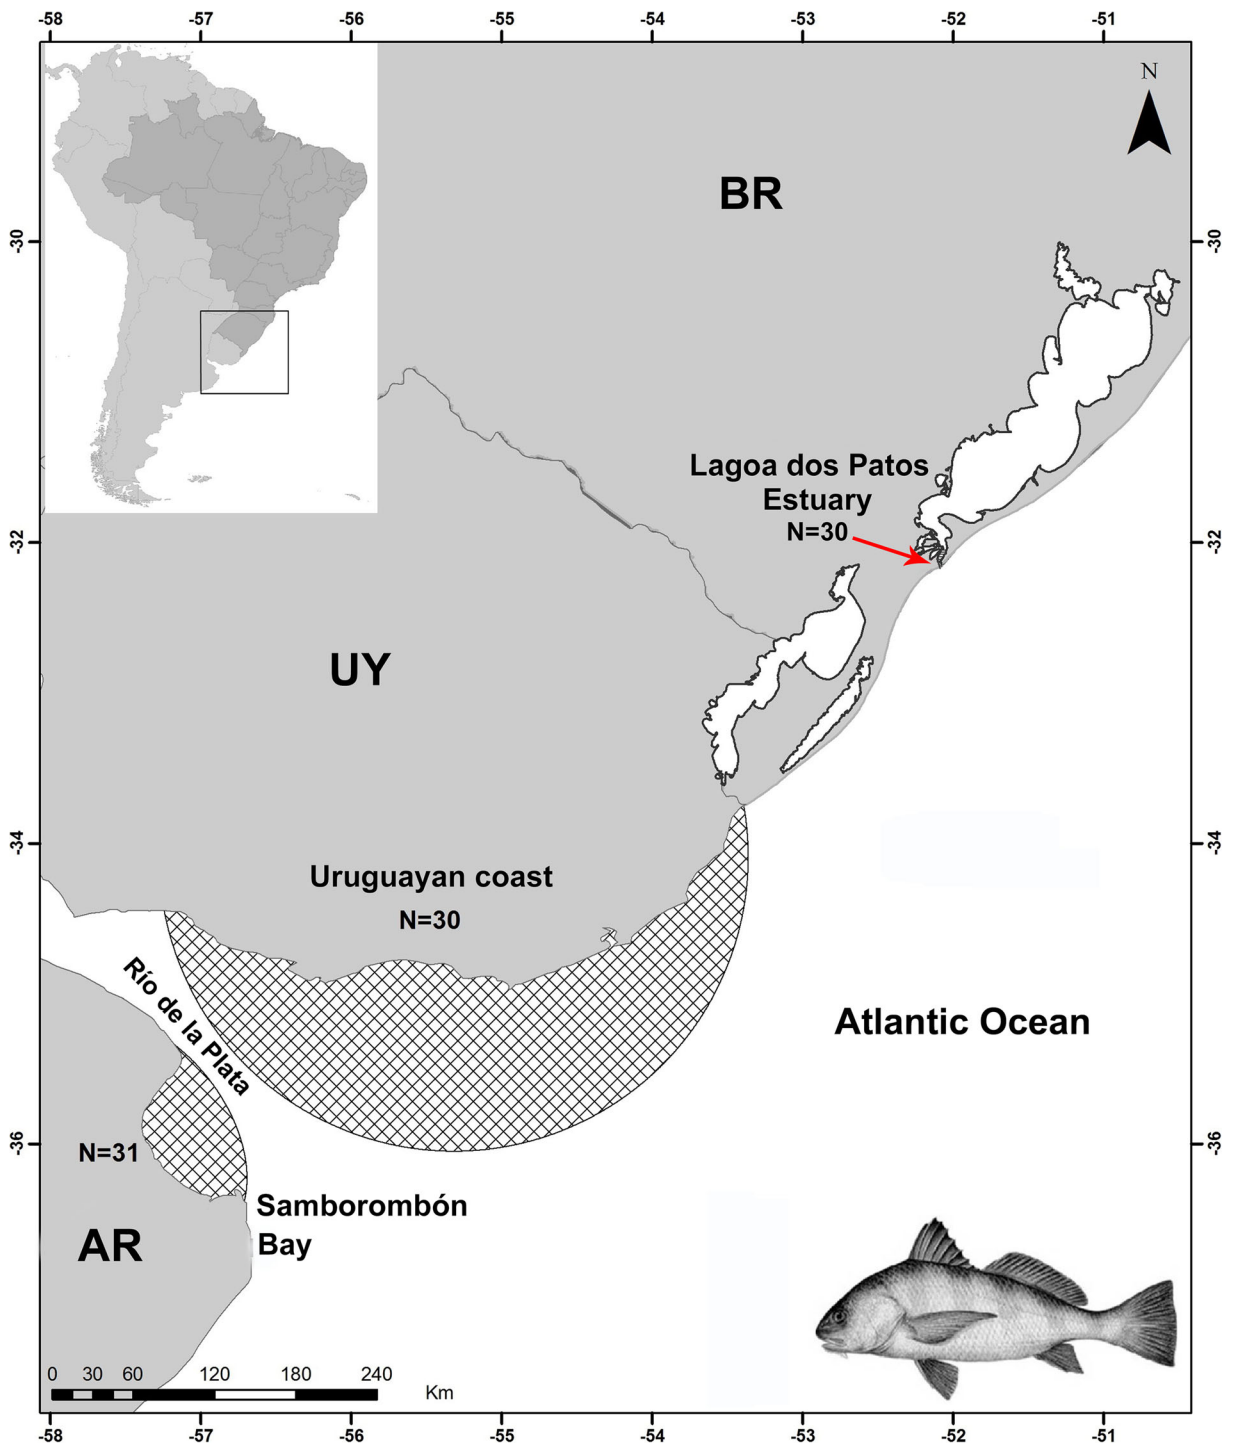 -58 -57 -56 -55 -54 -53 -52 -51
N
BR
-30 -30
Lagoa dos Patos
Estuary
N=30
-32 -32
UY
-34 -34
Uruguayan coast
N=30
Río de la Plata
Atlantic Ocean
-36 -36
N=31
Samborombón
Bay
AR
0 30 60 120 180 240
Km
-58 -57 -56 -55 -54 -53 -52 -51